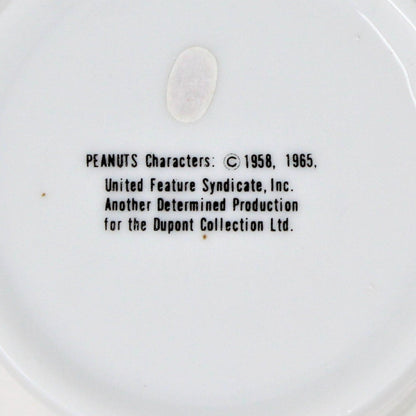 PEANUTS Characters: © 1958, 1965.
United Feature Syndicate, Inc.
Another Determined Production
for the Dupont Collection Ltd.